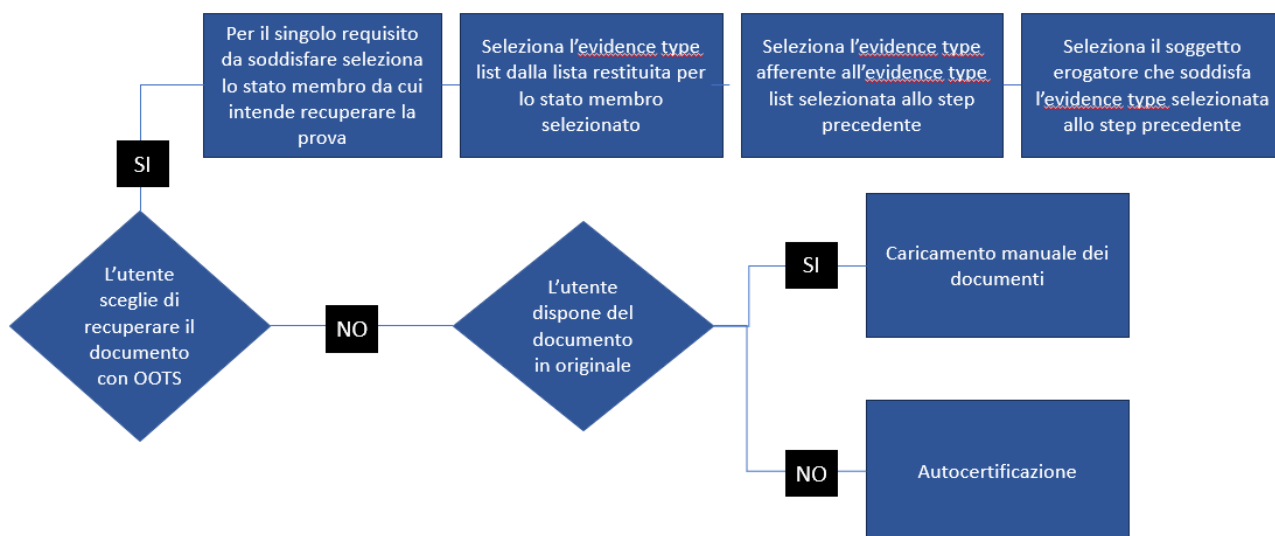 Per il singolo requisito
da soddisfare seleziona
lo stato membro da cui
intende recuperare la
prova
Seleziona l'evidence type
list dalla lista restituita per
lo stato membro
selezionato
Seleziona l'evidence type
afferente all'evidence type
list selezionata allo step
precedente
Seleziona il soggetto
erogatore che soddisfa
l'evidence type selezionata
allo step precedente
SI
L'utente
sceglie di
recuperare il
documento
con OOTS
NO
L'utente
dispone del
documento
in originale
SI
Caricamento manuale dei
documenti
NO
Autocertificazione